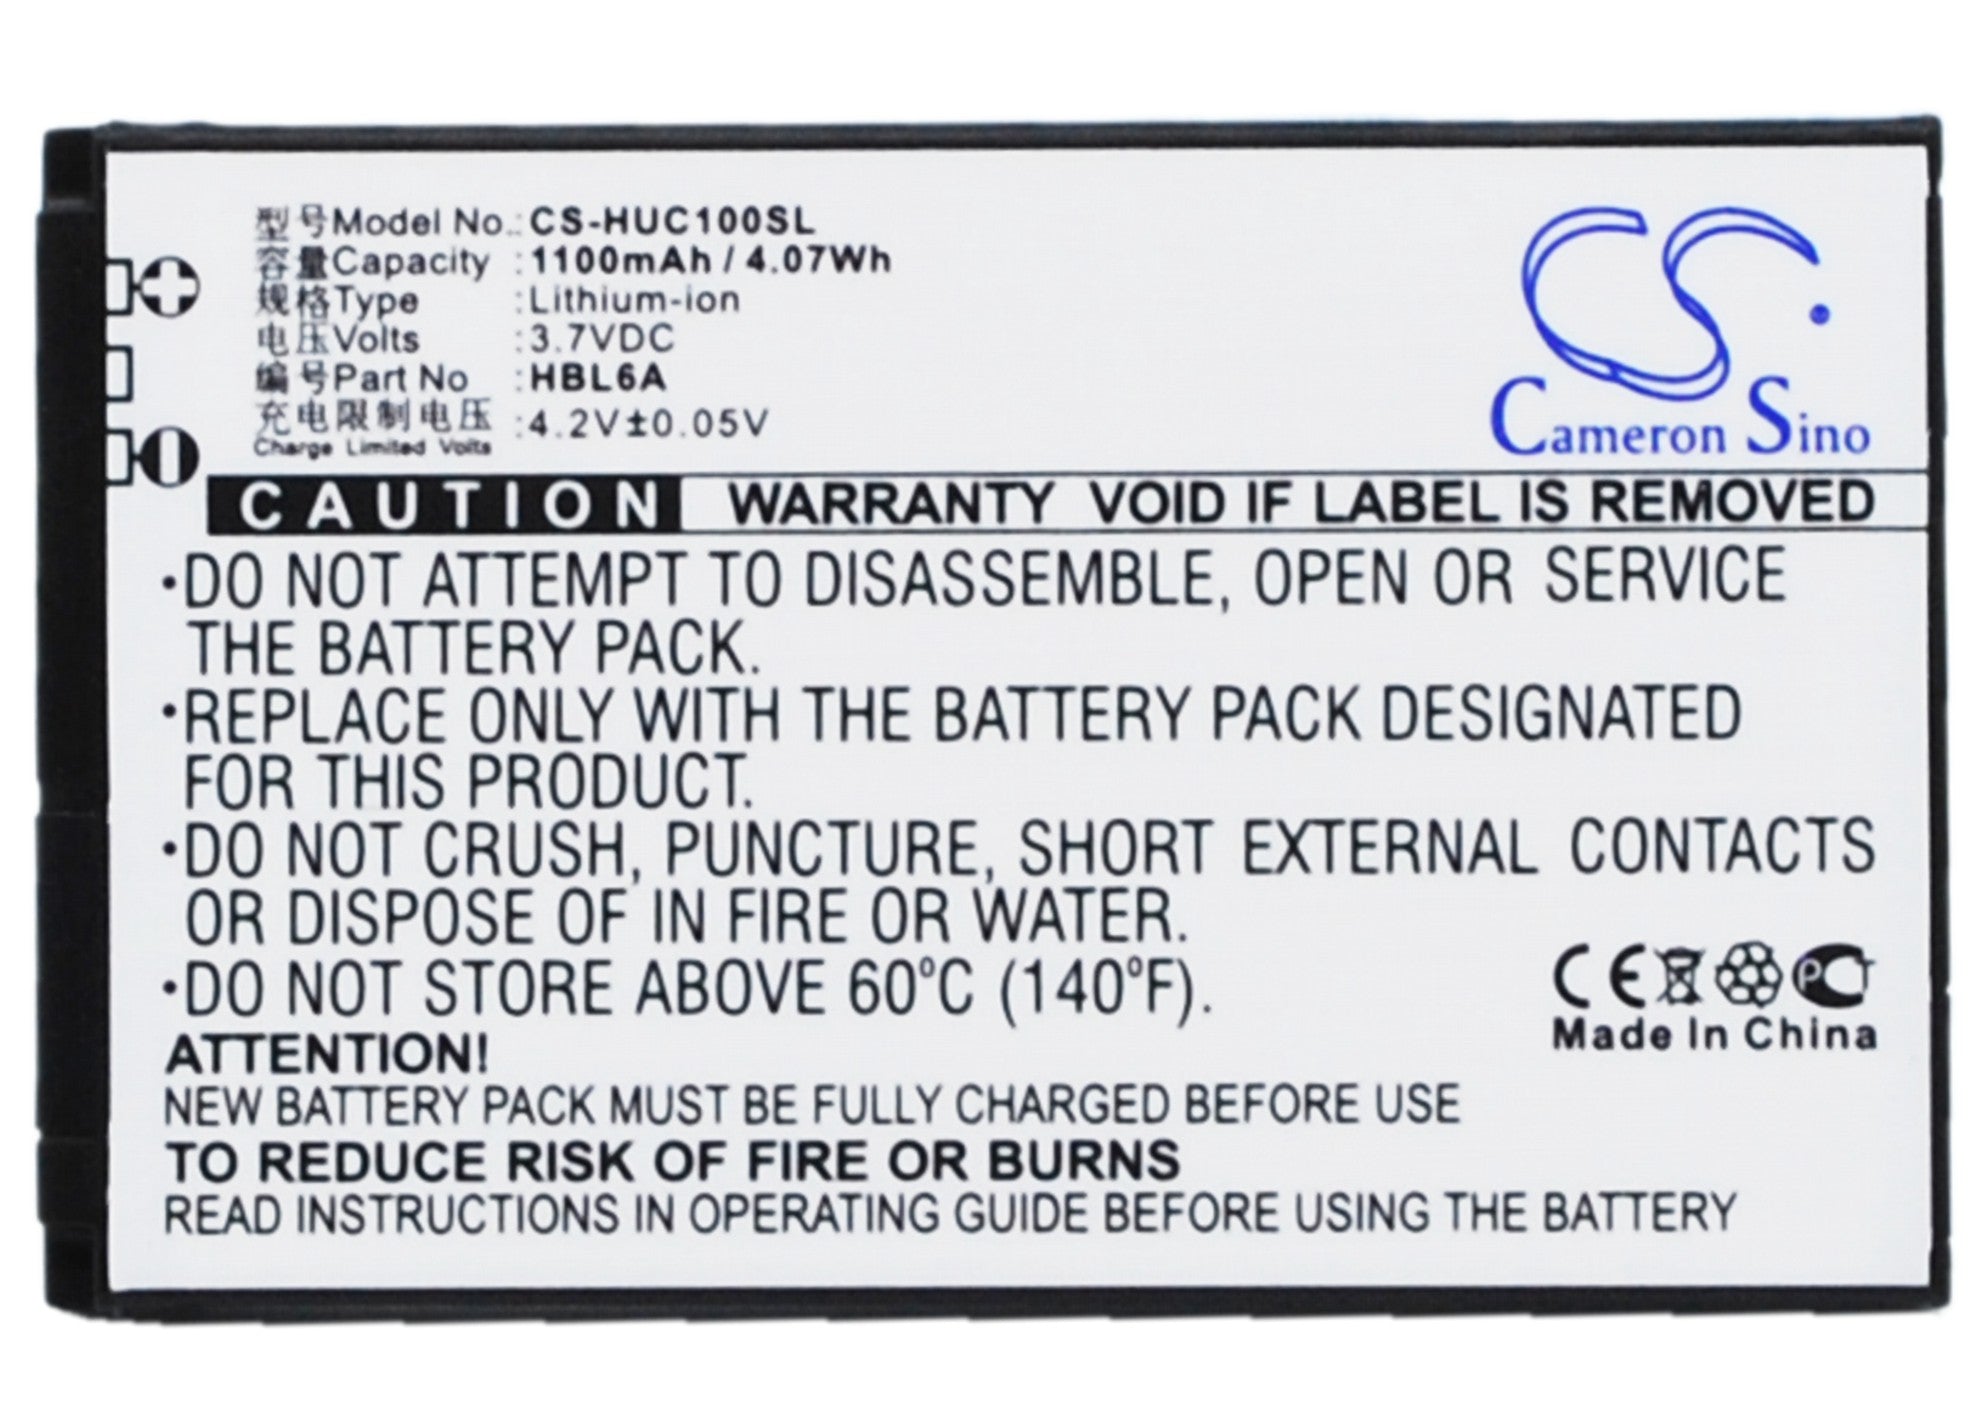 型号Model No.: CS-HUC100SL
容量Capacity : 1100mAh / 4.07Wh
规格Type : Lithium-ion
电压Volts : 3.7VDC
编号Part No : HBL6A
充电限制电压 : 4.2V±0.05V
Charge Limited Volts
CS
Cameron Sino
CAUTION WARRANTY VOID IF LABEL IS REMOVED
•DO NOT ATTEMPT TO DISASSEMBLE, OPEN OR SERVICE
THE BATTERY PACK.
•REPLACE ONLY WITH THE BATTERY PACK DESIGNATED
FOR THIS PRODUCT.
•DO NOT CRUSH, PUNCTURE, SHORT EXTERNAL CONTACTS
OR DISPOSE OF IN FIRE OR WATER.
•DO NOT STORE ABOVE 60°C (140°F).
CE PCT
Made In China
ATTENTION!
NEW BATTERY PACK MUST BE FULLY CHARGED BEFORE USE
TO REDUCE RISK OF FIRE OR BURNS
READ INSTRUCTIONS IN OPERATING GUIDE BEFORE USING THE BATTERY